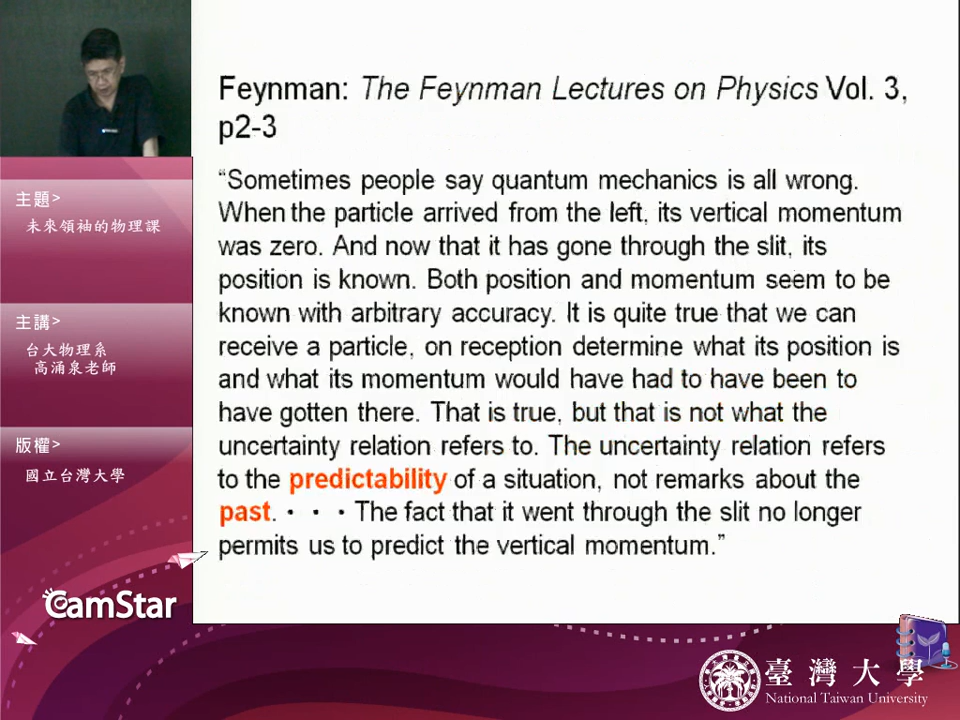 Feynman: The Feynman Lectures on Physics Vol. 3,
p2-3
“Sometimes people say quantum mechanics is all wrong.
When the particle arrived from the left, its vertical momentum
was zero. And now that it has gone through the slit, its
position is known. Both position and momentum seem to be
known with arbitrary accuracy. It is quite true that we can
receive a particle, on reception determine what its position is
and what its momentum would have had to have been to
have gotten there. That is true, but that is not what the
uncertainty relation refers to. The uncertainty relation refers
to the predictability of a situation, not remarks about the
past.・・・The fact that it went through the slit no longer
permits us to predict the vertical momentum.”
主題>
未來領袖的物理課
主講>
台大物理系
高涌泉老師
版權>
國立台灣大學
CamStar
臺灣大學
National Taiwan University